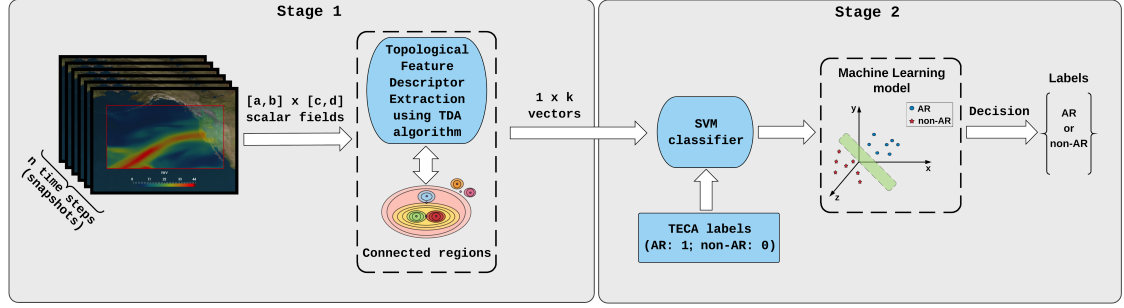 Stage 1
Stage 2
n time steps
(snapshots)
[a,b] x [c,d]
scalar fields
Topological
Feature
Descriptor
Extraction
using TDA
algorithm
Connected regions
1 x k
vectors
SVM
classifier
TECA labels
(AR: 1; non-AR: 0)
Machine Learning
model
y
AR
non-AR
x
z
Decision
Labels
AR
or
non-AR